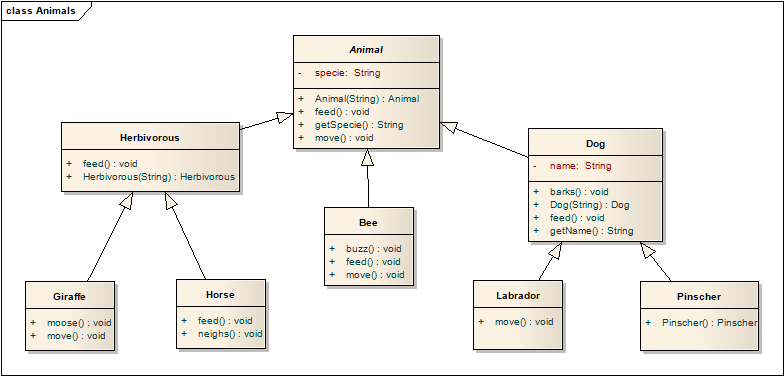 class Animals
Animal
- specie: String
+ Animal(String) : Animal
+ feed() : void
+ getSpecie() : String
+ move() : void
Herbivorous
+ feed() : void
+ Herbivorous(String) : Herbivorous
Dog
- name: String
+ barks() : void
+ Dog(String) : Dog
+ feed() : void
+ getName() : String
Bee
+ buzz() : void
+ feed() : void
+ move() : void
Giraffe
+ moose() : void
+ move() : void
Horse
+ feed() : void
+ neighs() : void
Labrador
+ move() : void
Pinscher
+ Pinscher() : Pinscher